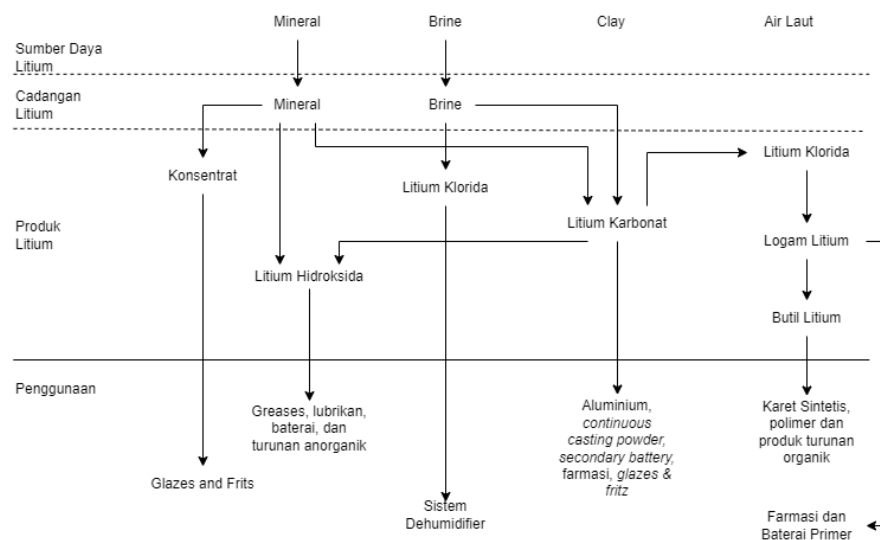 Mineral
Brine
Clay
Air Laut
Sumber Daya
Litium
Cadangan
Litium
Mineral
Brine
Konsentrat
Litium Klorida
Litium Klorida
Litium Karbonat
Produk
Litium
Logam Litium
Litium Hidroksida
Butil Litium
Penggunaan
Greases, lubrikan,
baterai, dan
turunan anorganik
Aluminium,
continuous
casting powder,
secondary battery,
farmasi, glazes &
fritz
Karet Sintetis,
polimer dan
produk turunan
organik
Glazes and Frits
Sistem
Dehumidifier
Farmasi dan
Baterai Primer